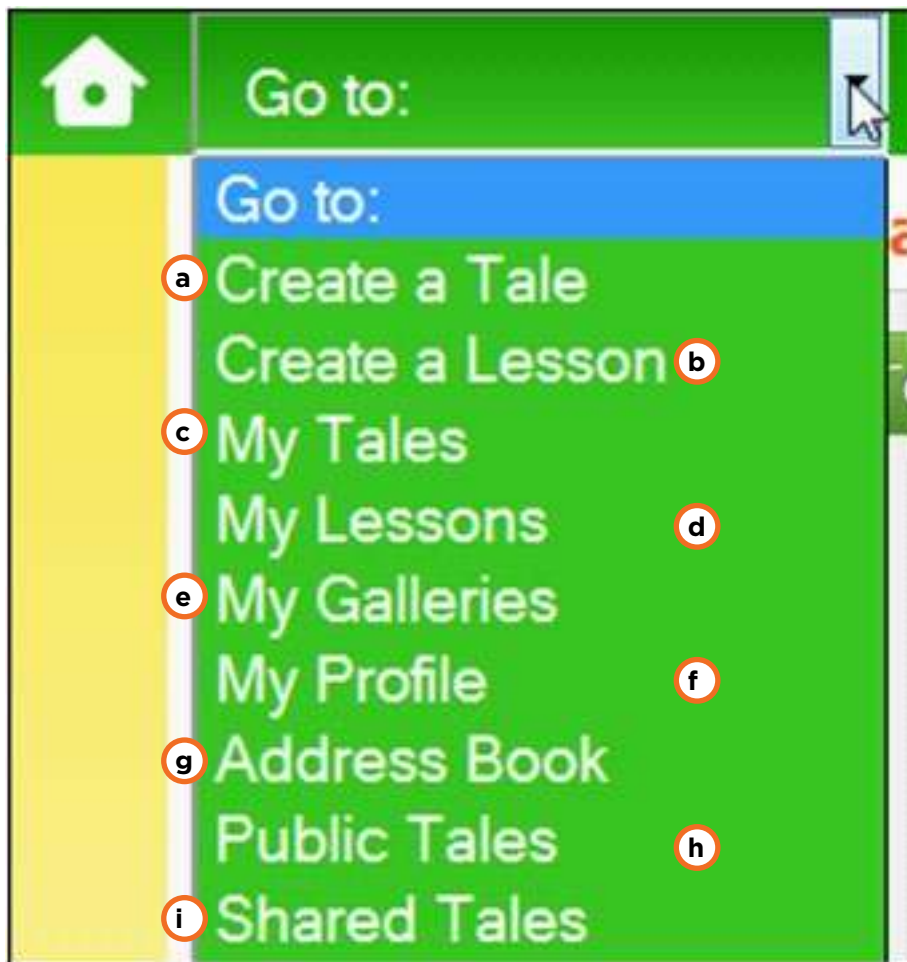 Go to:
Go to:
a Create a Tale
Create a Lesson b
c My Tales
My Lessons d
e My Galleries
My Profile f
g Address Book
Public Tales h
i Shared Tales